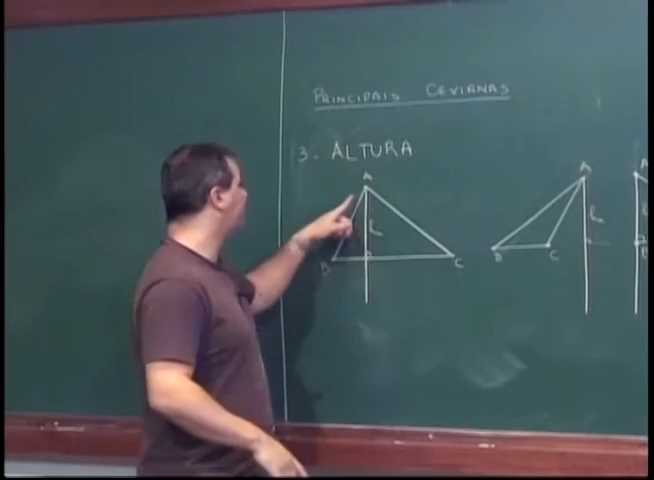 PRINCIPAIS CEVIANAS
3- ALTURA
A A A
h h
B C B C B